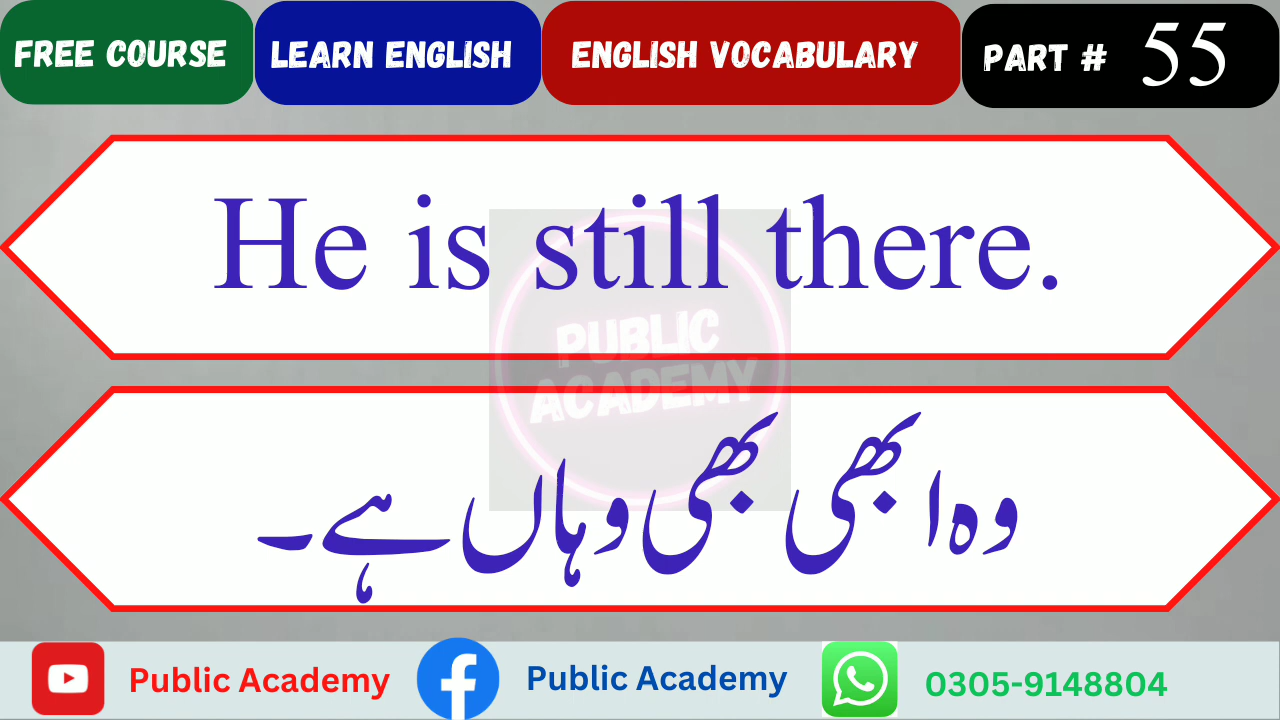 FREE COURSE LEARN ENGLISH ENGLISH VOCABULARY PART # 55
He is still there.
PUBLIC
ACADEMY
وہ ابھی بھی وہاں ہے۔
Public Academy Public Academy 0305-9148804